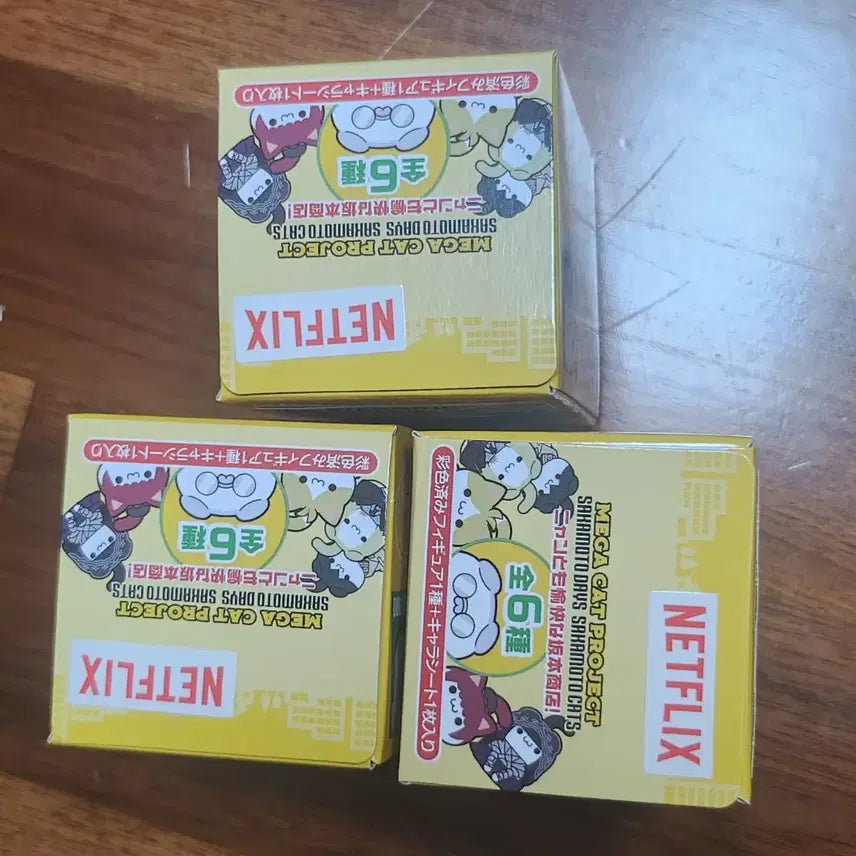 MEGA CAT PROJECT
SAKAMOTO DAYS SAKAMOTO CATS
ニャンとも愉快な坂本商店!
全6種
彩色済みフィギュア1種+キャラシート1枚入り
NETFLIX
MEGA CAT PROJECT
SAKAMOTO DAYS SAKAMOTO CATS
ニャンとも愉快な坂本商店!
全6種
彩色済みフィギュア1種+キャラシート1枚入り
NETFLIX
MEGA CAT PROJECT
SAKAMOTO DAYS SAKAMOTO CATS
ニャンとも愉快な坂本商店!
全6種
彩色済みフィギュア1種+キャラシート1枚入り
NETFLIX